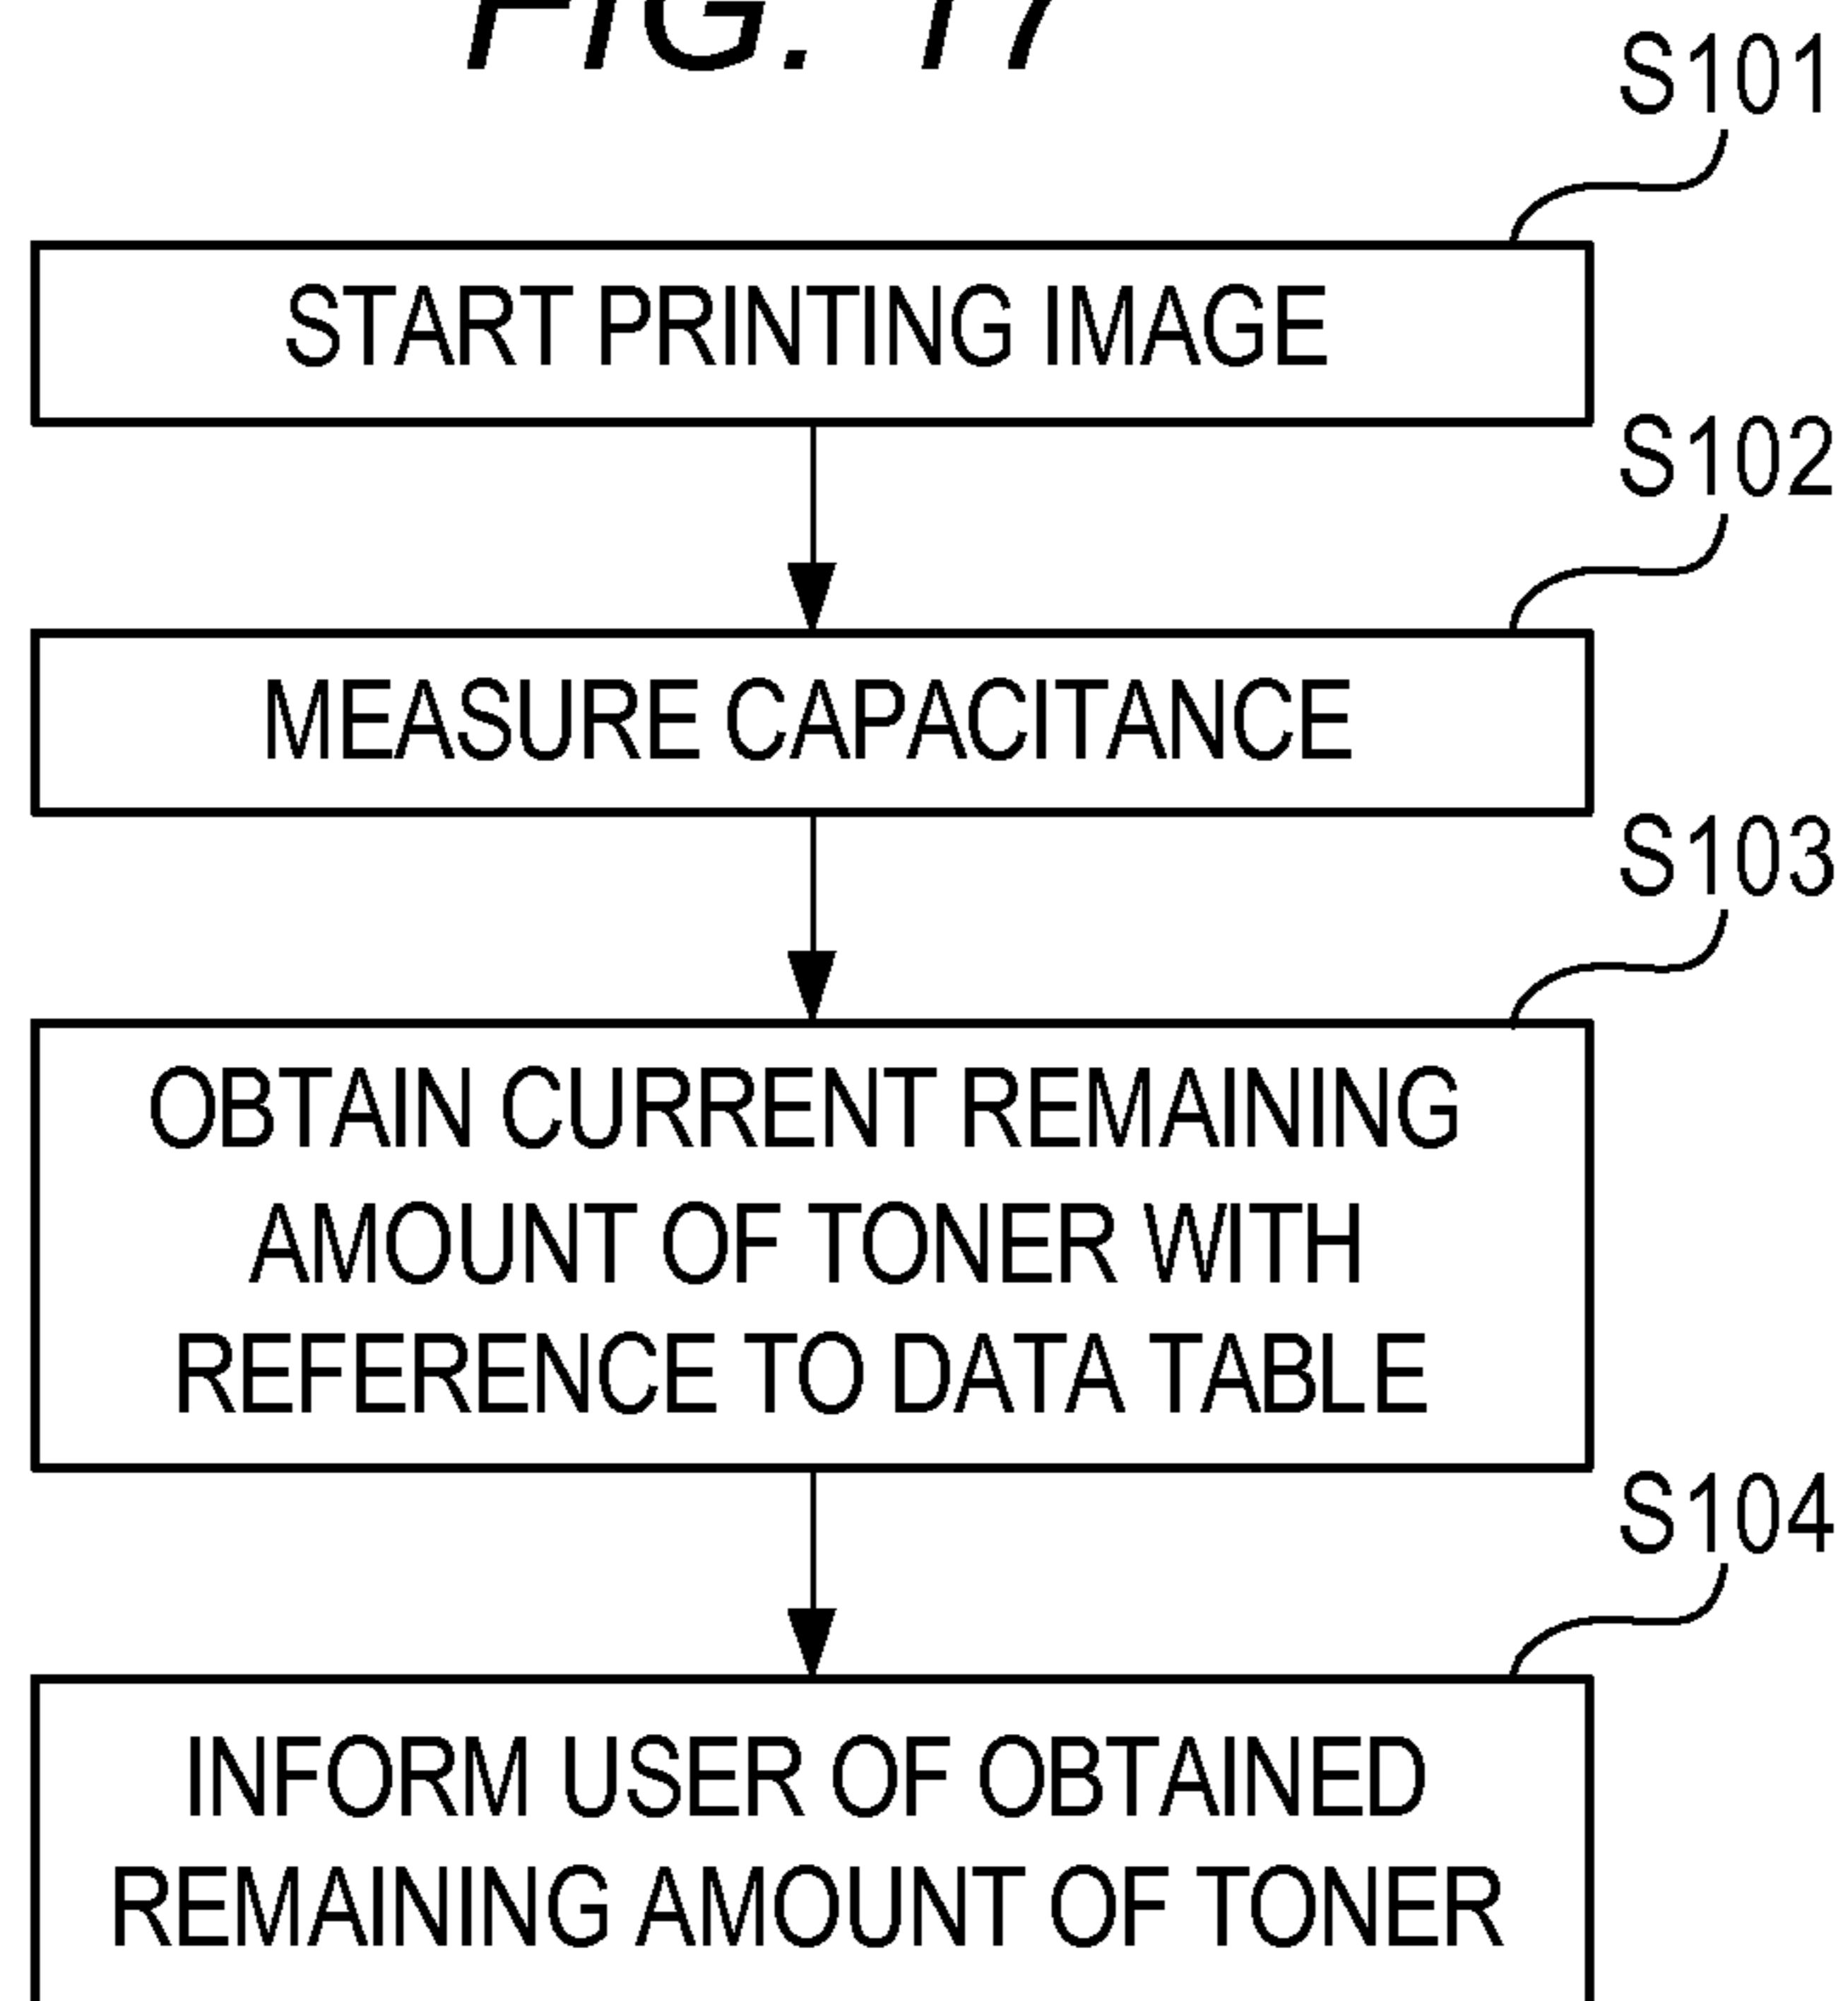 FIG. 17
S101
START PRINTING IMAGE
S102
MEASURE CAPACITANCE
S103
OBTAIN CURRENT REMAINING
AMOUNT OF TONER WITH
REFERENCE TO DATA TABLE
S104
INFORM USER OF OBTAINED
REMAINING AMOUNT OF TONER